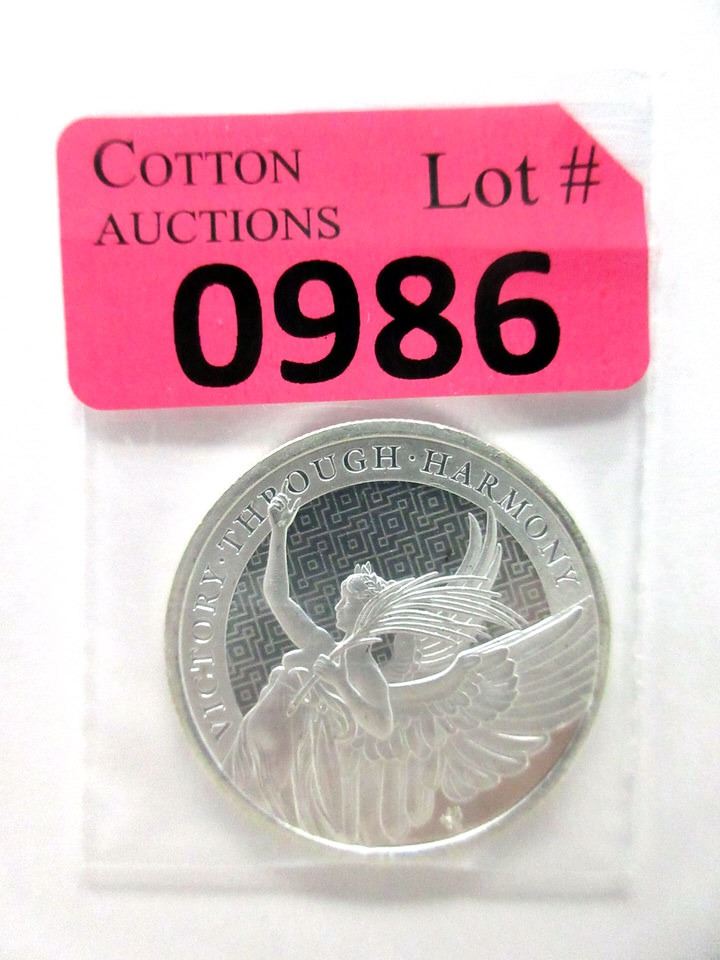 COTTON
AUCTIONS
Lot #
0986
VICTORY · THROUGH · HARMONY